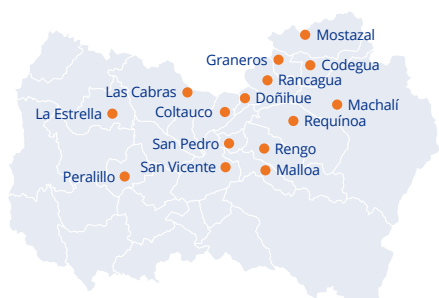 Mostazal
Graneros
Codegua
Rancagua
Las Cabras
Doñihue
Machalí
La Estrella
Coltauco
Requínoa
San Pedro
Rengo
San Vicente
Malloa
Peralillo